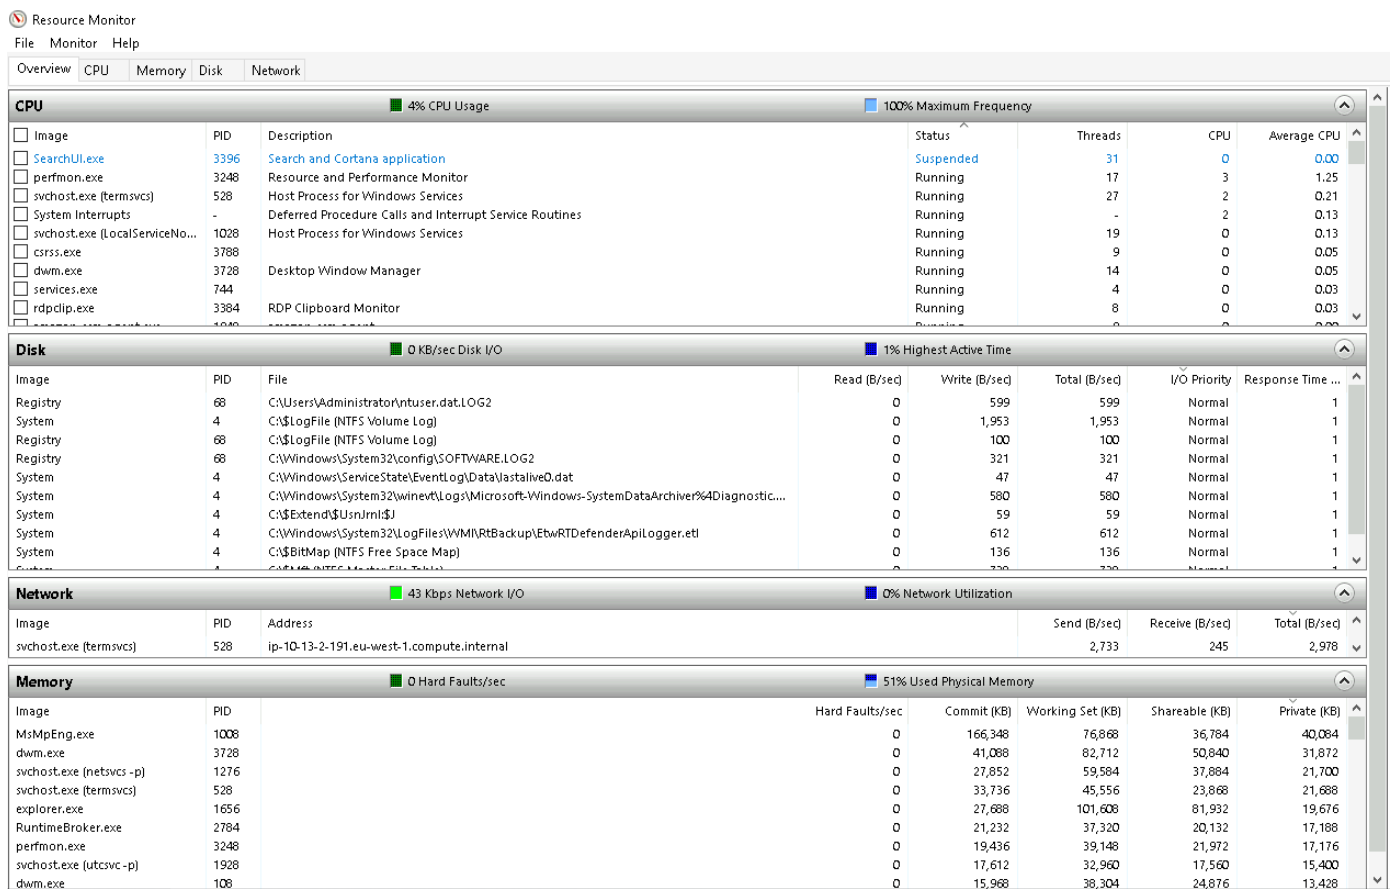 Resource Monitor
File Monitor Help
Overview CPU Memory Disk Network
CPU 4% CPU Usage 100% Maximum Frequency
Image PID Description Status Threads CPU Average CPU
SearchUI.exe 3396 Search and Cortana application Suspended 31 0 0.00
perfmon.exe 3248 Resource and Performance Monitor Running 17 3 1.25
svchost.exe (termsvcs) 528 Host Process for Windows Services Running 27 2 0.21
System Interrupts - Deferred Procedure Calls and Interrupt Service Routines Running - 2 0.13
svchost.exe (LocalServiceNo... 1028 Host Process for Windows Services Running 19 0 0.13
csrss.exe 3788 Running 9 0 0.05
dwm.exe 3728 Desktop Window Manager Running 14 0 0.05
services.exe 744 Running 4 0 0.03
rdpclip.exe 3384 RDP Clipboard Monitor Running 8 0 0.03
Disk 0 KB/sec Disk I/O 1% Highest Active Time
Image PID File Read (B/sec) Write (B/sec) Total (B/sec) I/O Priority Response Time ...
Registry 68 C:\Users\Administrator\ntuser.dat.LOG2 0 599 599 Normal 1
System 4 C:\$LogFile (NTFS Volume Log) 0 1,953 1,953 Normal 1
Registry 68 C:\$LogFile (NTFS Volume Log) 0 100 100 Normal 1
Registry 68 C:\Windows\System32\config\SOFTWARE.LOG2 0 321 321 Normal 1
System 4 C:\Windows\ServiceState\EventLog\Data\lastalive0.dat 0 47 47 Normal 1
System 4 C:\Windows\System32\winevt\Logs\Microsoft-Windows-SystemDataArchiver%4Diagnostic.... 0 580 580 Normal 1
System 4 C:\$Extend\$UsnJrnl:$J 0 59 59 Normal 1
System 4 C:\Windows\System32\LogFiles\WMI\RtBackup\EtwRTDefenderApiLogger.etl 0 612 612 Normal 1
System 4 C:\$BitMap (NTFS Free Space Map) 0 136 136 Normal 1
Network 43 Kbps Network I/O 0% Network Utilization
Image PID Address Send (B/sec) Receive (B/sec) Total (B/sec)
svchost.exe (termsvcs) 528 ip-10-13-2-191.eu-west-1.compute.internal 2,733 245 2,978
Memory 0 Hard Faults/sec 51% Used Physical Memory
Image PID Hard Faults/sec Commit (KB) Working Set (KB) Shareable (KB) Private (KB)
MsMpEng.exe 1008 0 166,348 76,868 36,784 40,084
dwm.exe 3728 0 41,088 82,712 50,840 31,872
svchost.exe (netsvcs -p) 1276 0 27,852 59,584 37,884 21,700
svchost.exe (termsvcs) 528 0 33,736 45,556 23,868 21,688
explorer.exe 1656 0 27,688 101,608 81,932 19,676
RuntimeBroker.exe 2784 0 21,232 37,320 20,132 17,188
perfmon.exe 3248 0 19,436 39,148 21,972 17,176
svchost.exe (utcsvc -p) 1928 0 17,612 32,960 17,560 15,400
dwm.exe 108 0 15,968 38,304 24,876 13,428